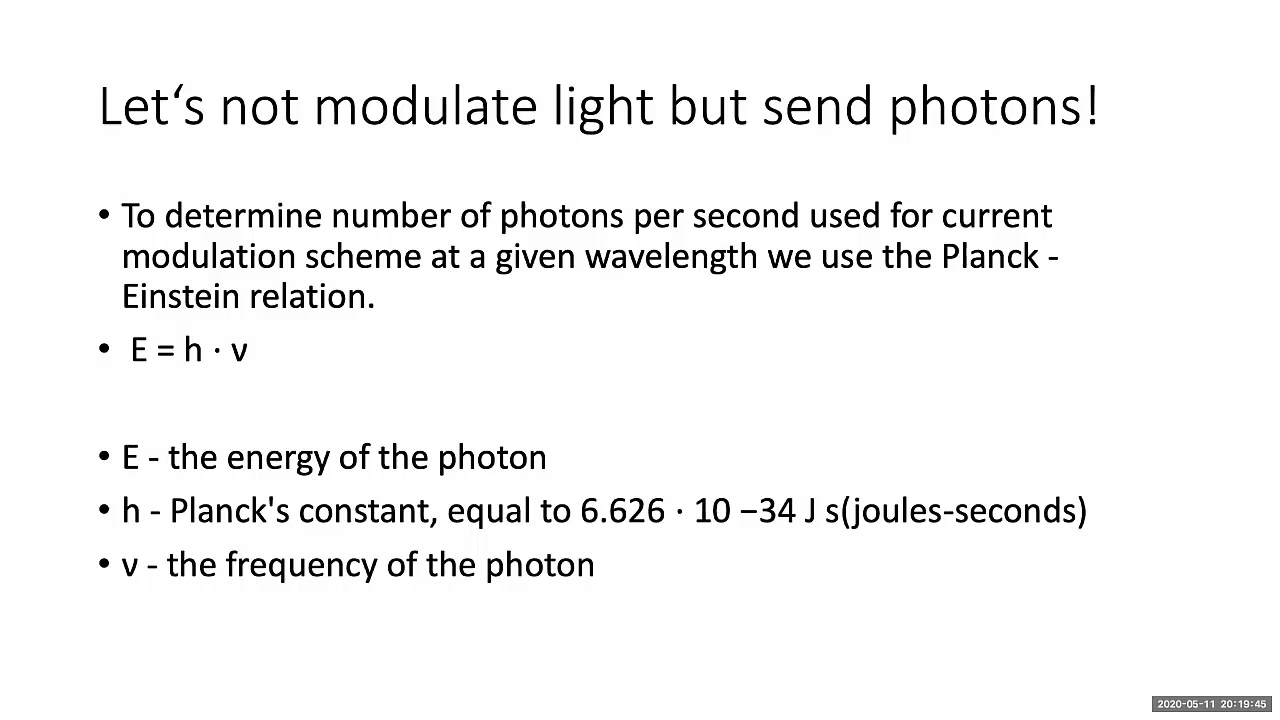 Let‘s not modulate light but send photons!
• To determine number of photons per second used for current
modulation scheme at a given wavelength we use the Planck -
Einstein relation.
• E = h · ν
• E - the energy of the photon
• h - Planck's constant, equal to 6.626 · 10 −34 J s(joules-seconds)
• ν - the frequency of the photon
2020-05-11 20:19:45